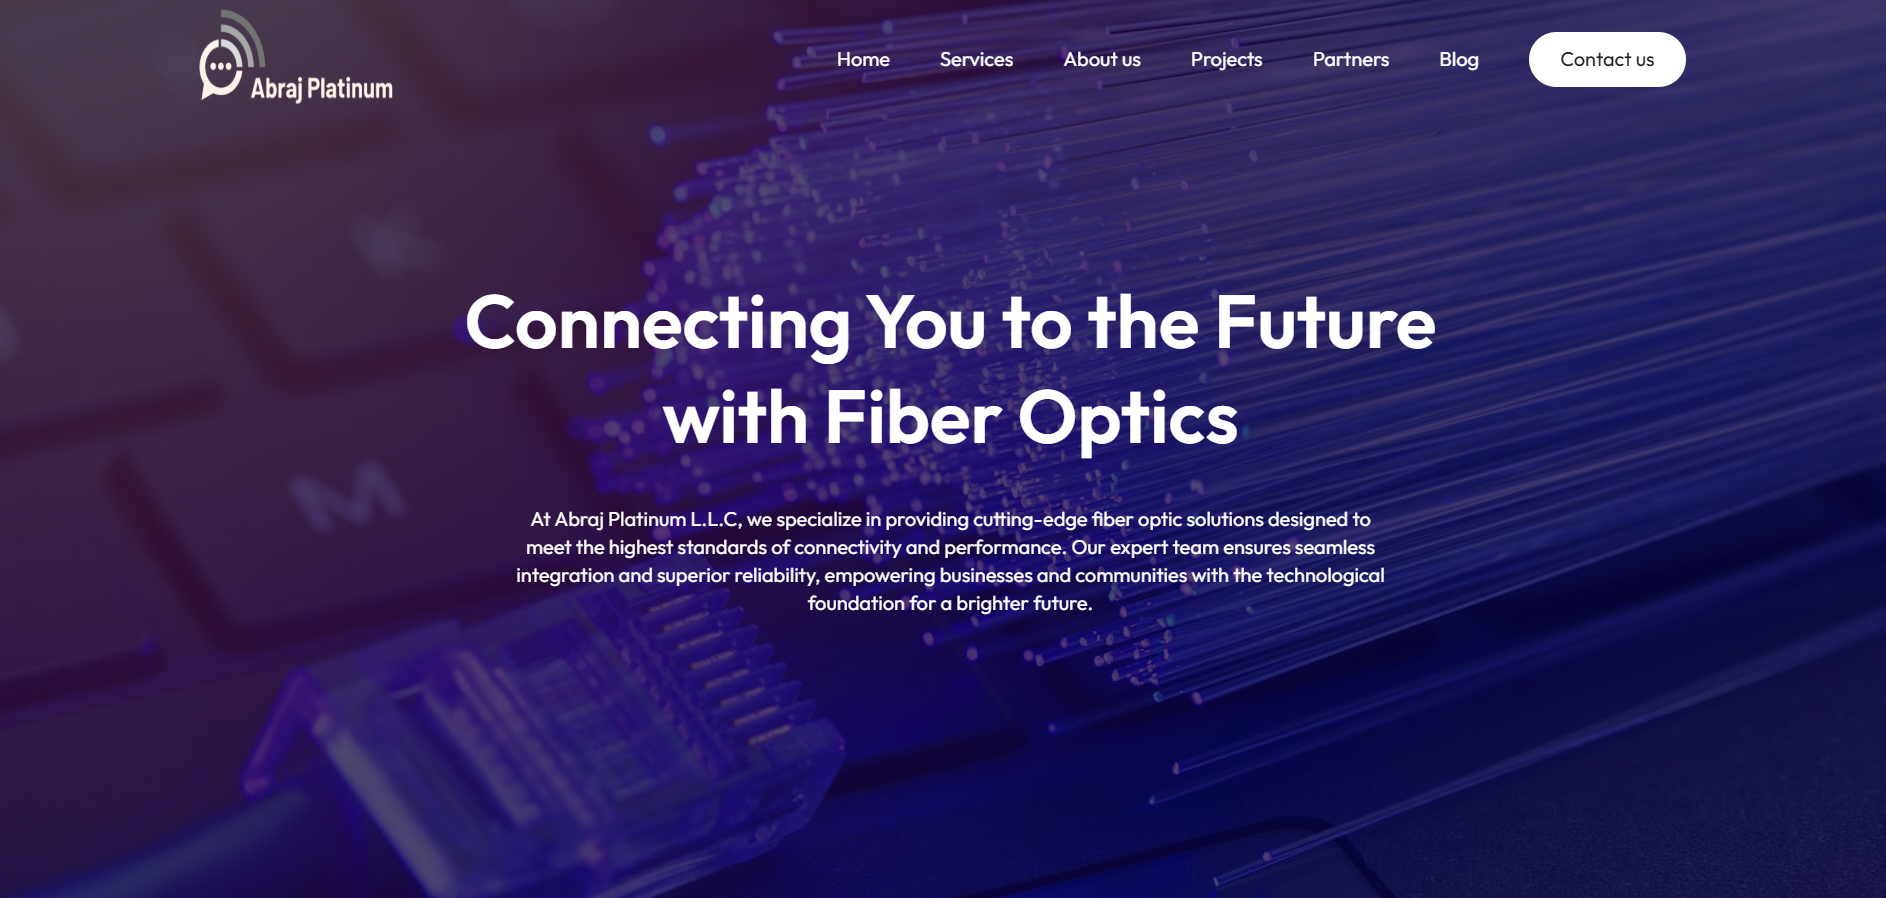 Abraj Platinum
Home Services About us Projects Partners Blog Contact us
K
Connecting You to the Future
with Fiber Optics
M
At Abraj Platinum L.L.C, we specialize in providing cutting-edge fiber optic solutions designed to
meet the highest standards of connectivity and performance. Our expert team ensures seamless
integration and superior reliability, empowering businesses and communities with the technological
foundation for a brighter future.